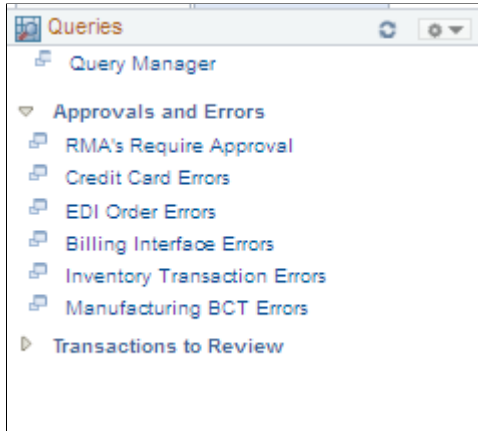 Queries
Query Manager
Approvals and Errors
RMA's Require Approval
Credit Card Errors
EDI Order Errors
Billing Interface Errors
Inventory Transaction Errors
Manufacturing BCT Errors
Transactions to Review